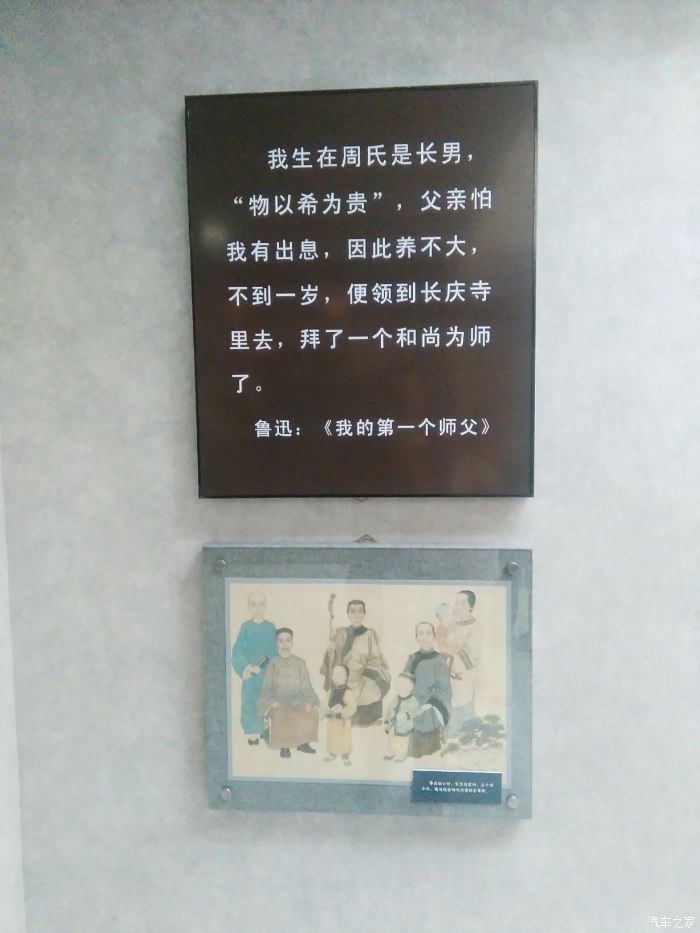 我生在周氏是长男，
“物以希为贵”，父亲怕
我有出息，因此养不大，
不到一岁，便领到长庆寺
里去，拜了一个和尚为师
了。
鲁迅：《我的第一个师父》
汽车之家